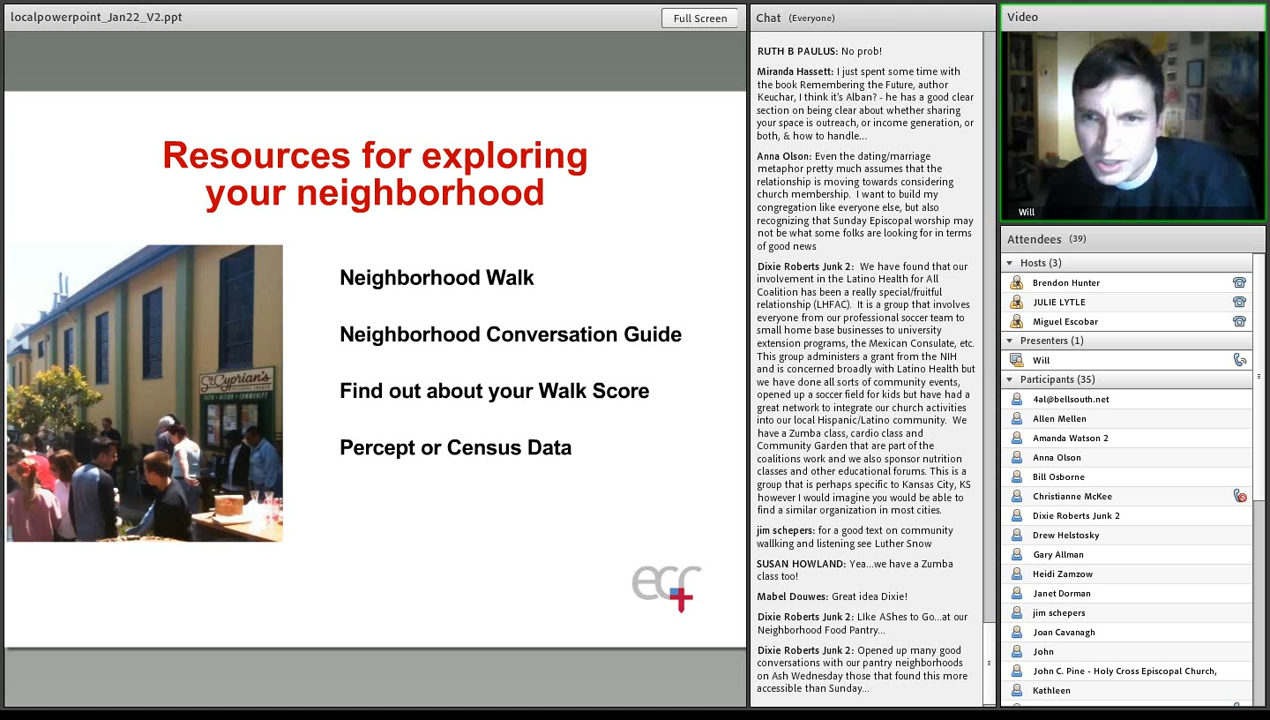 localpowerpoint_Jan22_V2.ppt
Full Screen
Resources for exploring
your neighborhood
Neighborhood Walk
Neighborhood Conversation Guide
Find out about your Walk Score
Percept or Census Data
St. Cyprian's
ecf
Chat (Everyone)
RUTH B PAULUS: No prob!
Miranda Hassett: I just spent some time with
the book Remembering the Future, author
Keuchar, I think it's Alban? - he has a good clear
section on being clear about whether sharing
your space is outreach, or income generation, or
both, & how to handle...
Anna Olson: Even the dating/marriage
metaphor pretty much assumes that the
relationship is moving towards considering
church membership. I want to build my
congregation like everyone else, but also
recognizing that Sunday Episcopal worship may
not be what some folks are looking for in terms
of good news
Dixie Roberts Junk 2: We have found that our
involvement in the Latino Health for All
Coalition has been a really special/fruitful
relationship (LHFAC). It is a group that involves
everyone from our professional soccer team to
small home base businesses to university
extension programs, the Mexican Consulate, etc.
This group administers a grant from the NIH
and is concerned broadly with Latino Health but
we have done all sorts of community events,
opened up a soccer field for kids but have had a
great network to integrate our church activities
into our local Hispanic/Latino community. We
have a Zumba class, cardio class and
Community Garden that are part of the
coalitions work and we also sponsor nutrition
classes and other educational forums. This is a
group that is perhaps specific to Kansas City, KS
however I would imagine you would be able to
find a similar organization in most cities.
jim schepers: for a good text on community
wallking and listening see Luther Snow
SUSAN HOWLAND: Yea...we have a Zumba
class too!
Mabel Douwes: Great idea Dixie!
Dixie Roberts Junk 2: LIke AShes to Go...at our
Neighborhood Food Pantry...
Dixie Roberts Junk 2: Opened up many good
conversations with our pantry neighborhoods
on Ash Wednesday those that found this more
accessible than Sunday...
Video
Will
Attendees (39)
Hosts (3)
Brendon Hunter
JULIE LYTLE
Miguel Escobar
Presenters (1)
Will
Participants (35)
4al@bellsouth.net
Allen Mellen
Amanda Watson 2
Anna Olson
Bill Osborne
Christianne McKee
Dixie Roberts Junk 2
Drew Helstosky
Gary Allman
Heidi Zamzow
Janet Dorman
jim schepers
Joan Cavanagh
John
John C. Pine - Holy Cross Episcopal Church,
Kathleen